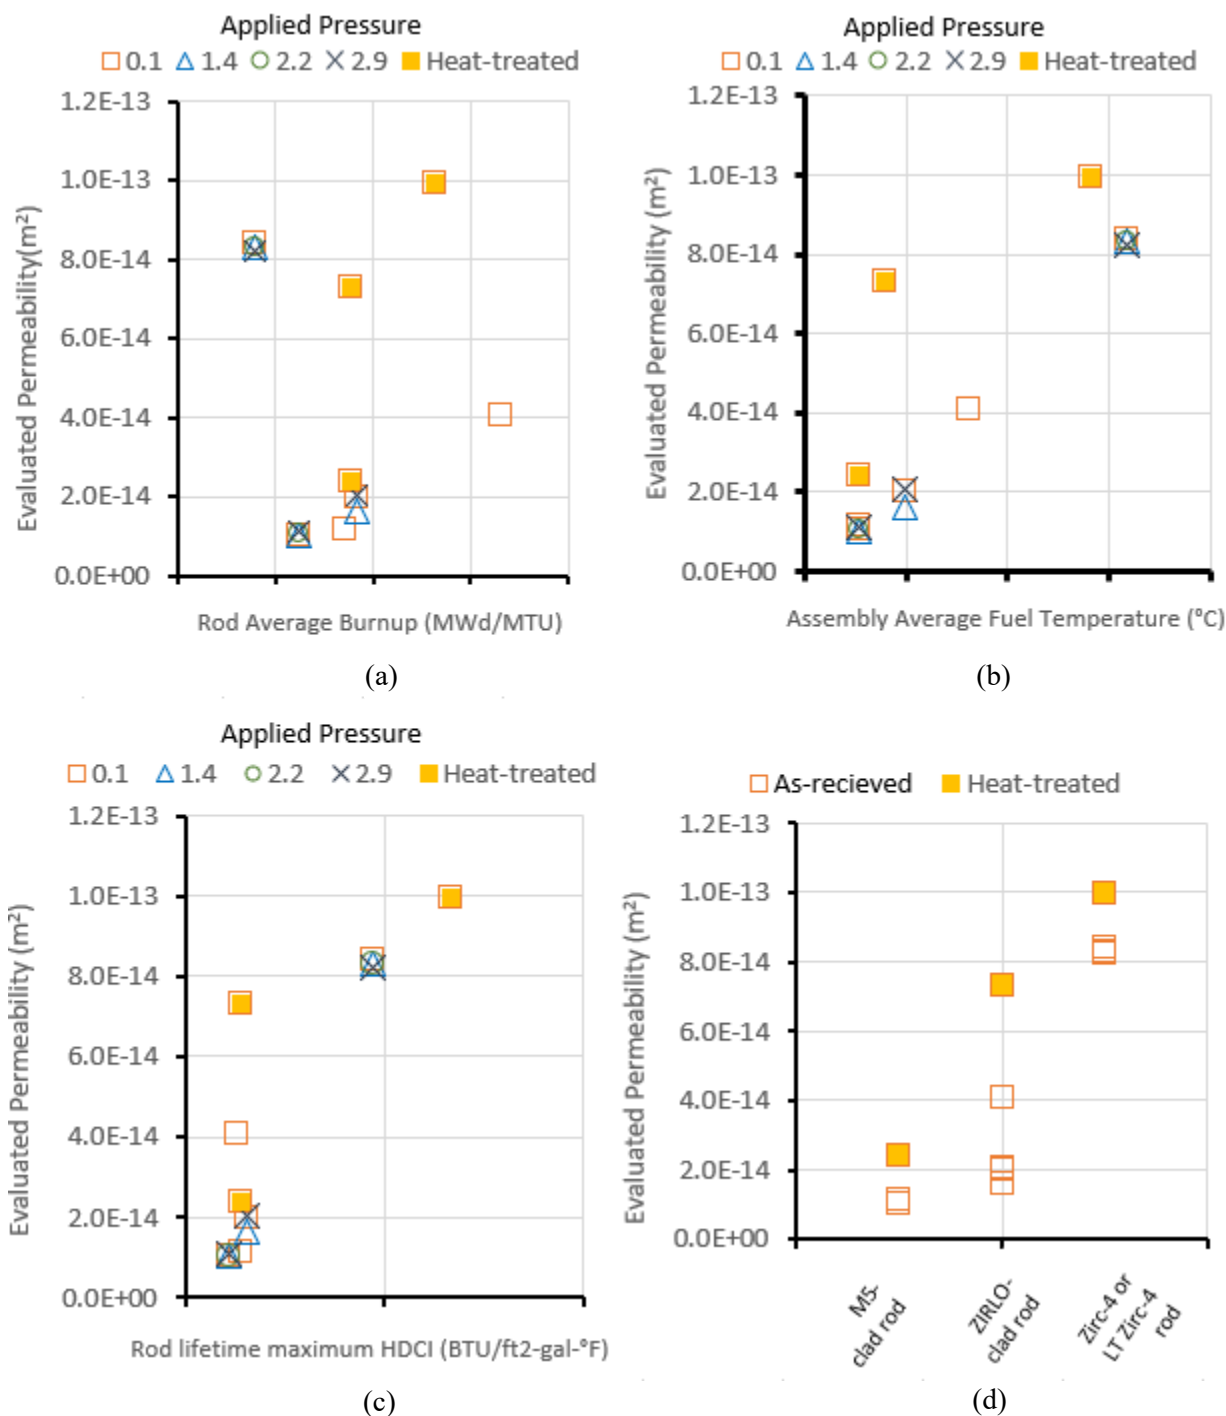 Applied Pressure
0.1 1.4 2.2 2.9 Heat-treated
1.2E-13
1.0E-13
8.0E-14
6.0E-14
4.0E-14
2.0E-14
0.0E+00
Evaluated Permeability(m²)
Rod Average Burnup (MWd/MTU)
(a)
Applied Pressure
0.1 1.4 2.2 2.9 Heat-treated
1.2E-13
1.0E-13
8.0E-14
6.0E-14
4.0E-14
2.0E-14
0.0E+00
Evaluated Permeability (m²)
Assembly Average Fuel Temperature (°C)
(b)
Applied Pressure
0.1 1.4 2.2 2.9 Heat-treated
1.2E-13
1.0E-13
8.0E-14
6.0E-14
4.0E-14
2.0E-14
0.0E+00
Evaluated Permeability (m²)
Rod lifetime maximum HDCI (BTU/ft2-gal-°F)
(c)
As-recieved Heat-treated
1.2E-13
1.0E-13
8.0E-14
6.0E-14
4.0E-14
2.0E-14
0.0E+00
Evaluated Permeability (m²)
M5-
clad rod
ZIRLO-
clad rod
Zirc-4 or
LT Zirc-4
rod
(d)